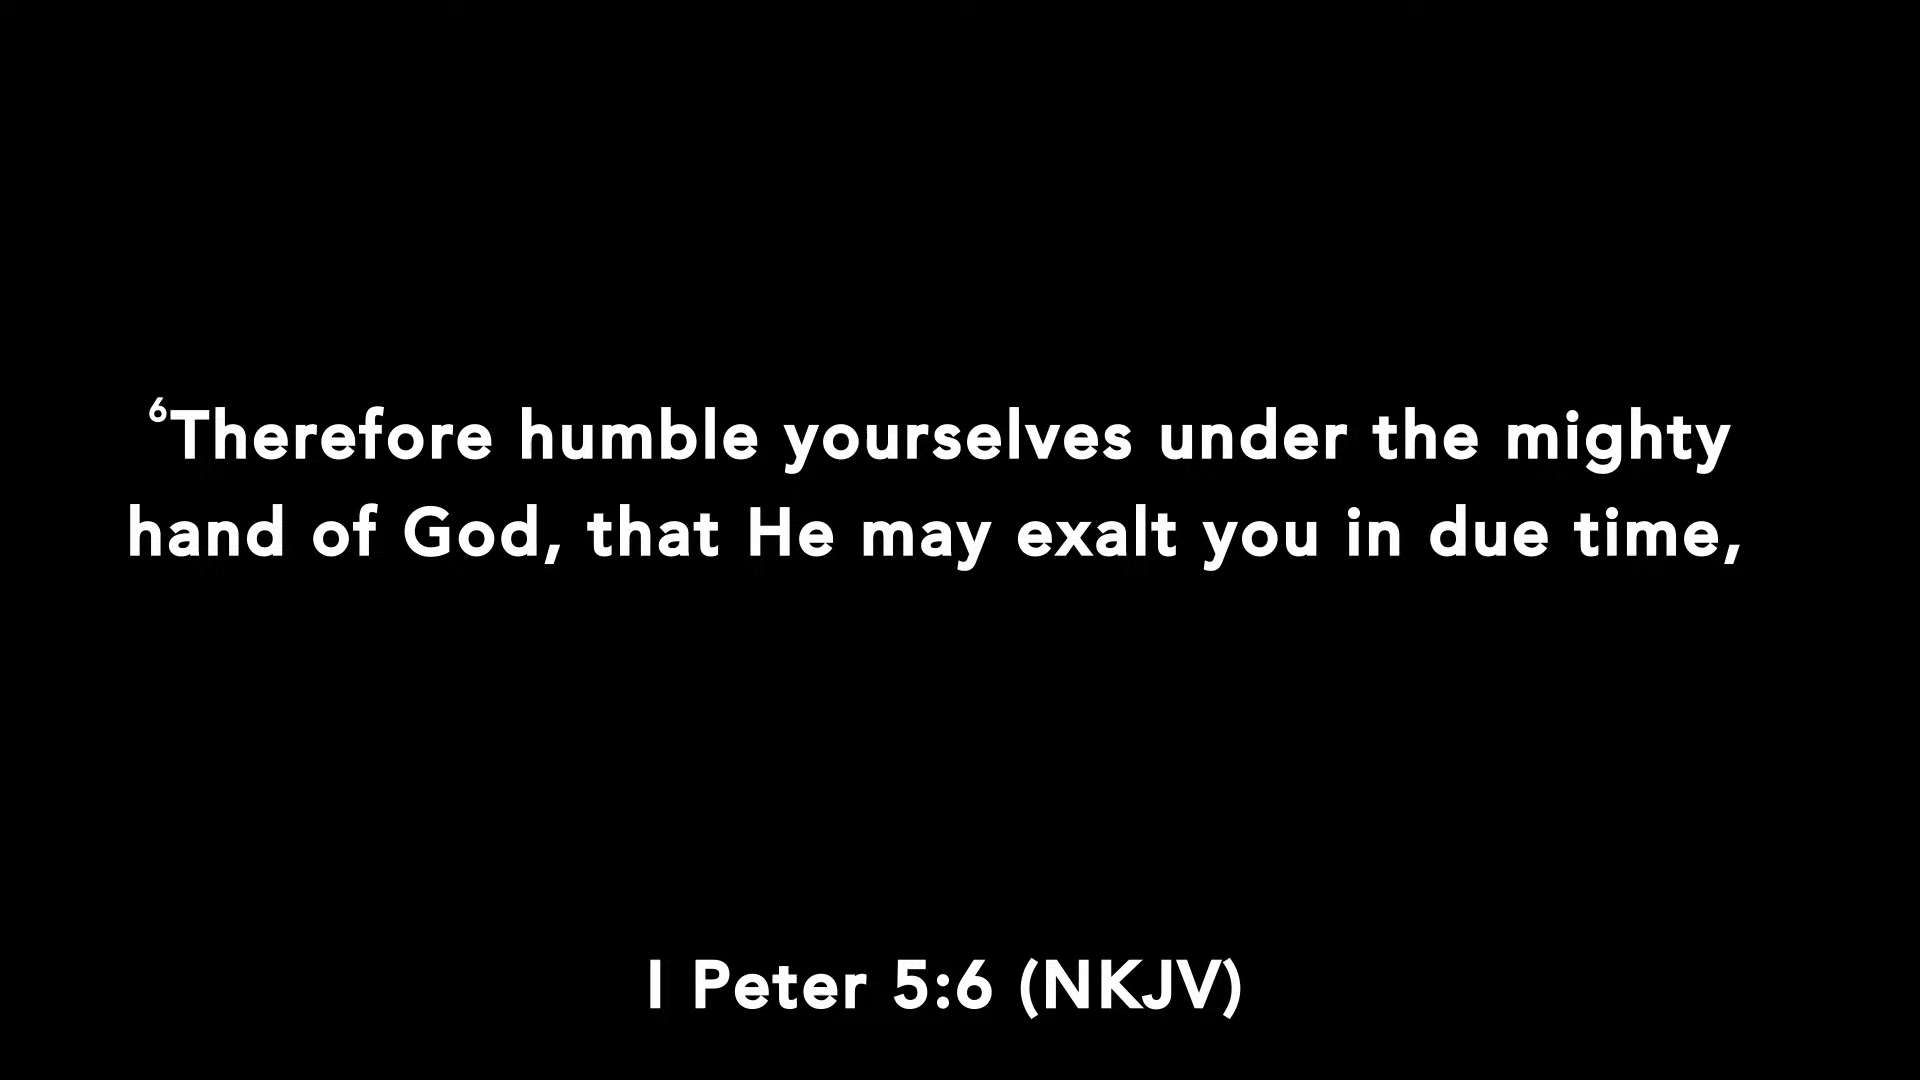 ⁶Therefore humble yourselves under the mighty
hand of God, that He may exalt you in due time,
I Peter 5:6 (NKJV)